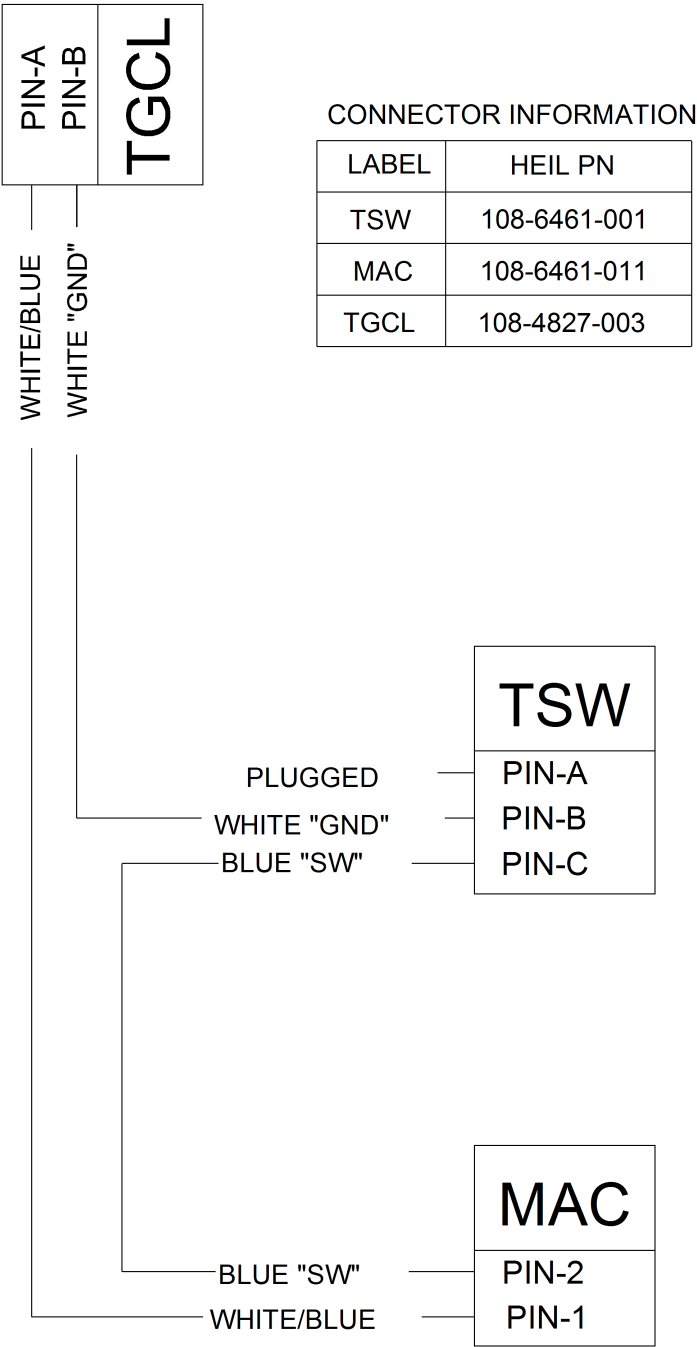 PIN-A
PIN-B
TGCL
WHITE/BLUE
WHITE "GND"
CONNECTOR INFORMATION
LABEL HEIL PN
TSW 108-6461-001
MAC 108-6461-011
TGCL 108-4827-003
TSW
PLUGGED PIN-A
WHITE "GND" PIN-B
BLUE "SW" PIN-C
MAC
BLUE "SW" PIN-2
WHITE/BLUE PIN-1